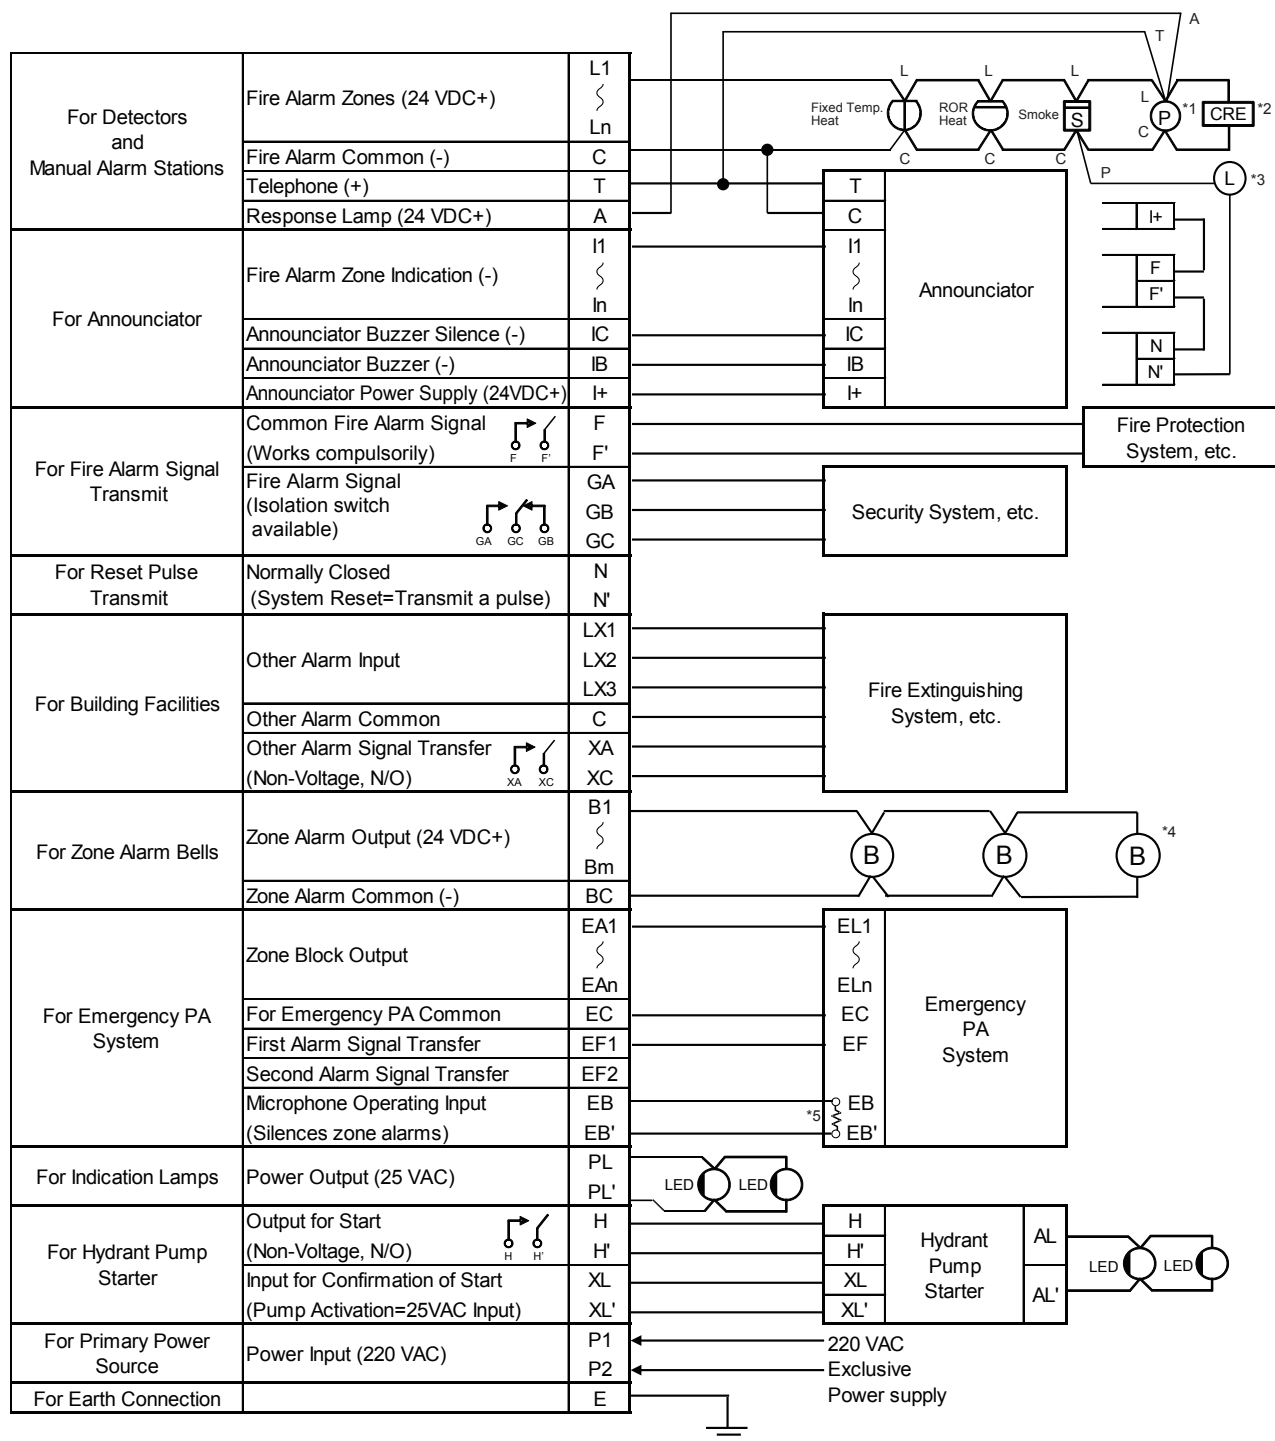 A
T
L L L
L
C
Fixed Temp.
Heat
ROR
Heat
Smoke
S
P
*1
CRE
*2
C C C
P
L
*3
For Detectors
and
Manual Alarm Stations
Fire Alarm Zones (24 VDC+)
L1
Ln
Fire Alarm Common (-)
C
Telephone (+)
T
Response Lamp (24 VDC+)
A
T
C
I1
In
IC
IB
I+
Announciator
I+
F
F'
N
N'
For Announciator
Fire Alarm Zone Indication (-)
I1
In
Announciator Buzzer Silence (-)
IC
Announciator Buzzer (-)
IB
Announciator Power Supply (24VDC+)
I+
For Fire Alarm Signal
Transmit
Common Fire Alarm Signal
(Works compulsorily)
F F'
F
F'
Fire Protection
System, etc.
Fire Alarm Signal
(Isolation switch
available)
GA GC GB
GA
GB
GC
Security System, etc.
For Reset Pulse
Transmit
Normally Closed
(System Reset=Transmit a pulse)
N
N'
For Building Facilities
Other Alarm Input
LX1
LX2
LX3
Other Alarm Common
C
Other Alarm Signal Transfer
(Non-Voltage, N/O)
XA XC
XA
XC
Fire Extinguishing
System, etc.
For Zone Alarm Bells
Zone Alarm Output (24 VDC+)
B1
Bm
Zone Alarm Common (-)
BC
B B B
*4
For Emergency PA
System
Zone Block Output
EA1
EAn
For Emergency PA Common
EC
First Alarm Signal Transfer
EF1
Second Alarm Signal Transfer
EF2
Microphone Operating Input
(Silences zone alarms)
EB
EB'
EL1
ELn
EC
EF
*5
EB
EB'
Emergency
PA
System
For Indication Lamps
Power Output (25 VAC)
PL
PL'
LED LED
For Hydrant Pump
Starter
Output for Start
(Non-Voltage, N/O)
H H'
H
H'
Input for Confirmation of Start
(Pump Activation=25VAC Input)
XL
XL'
H
H'
XL
XL'
Hydrant
Pump
Starter
AL
AL'
LED LED
For Primary Power
Source
Power Input (220 VAC)
P1
P2
220 VAC
Exclusive
Power supply
For Earth Connection
E